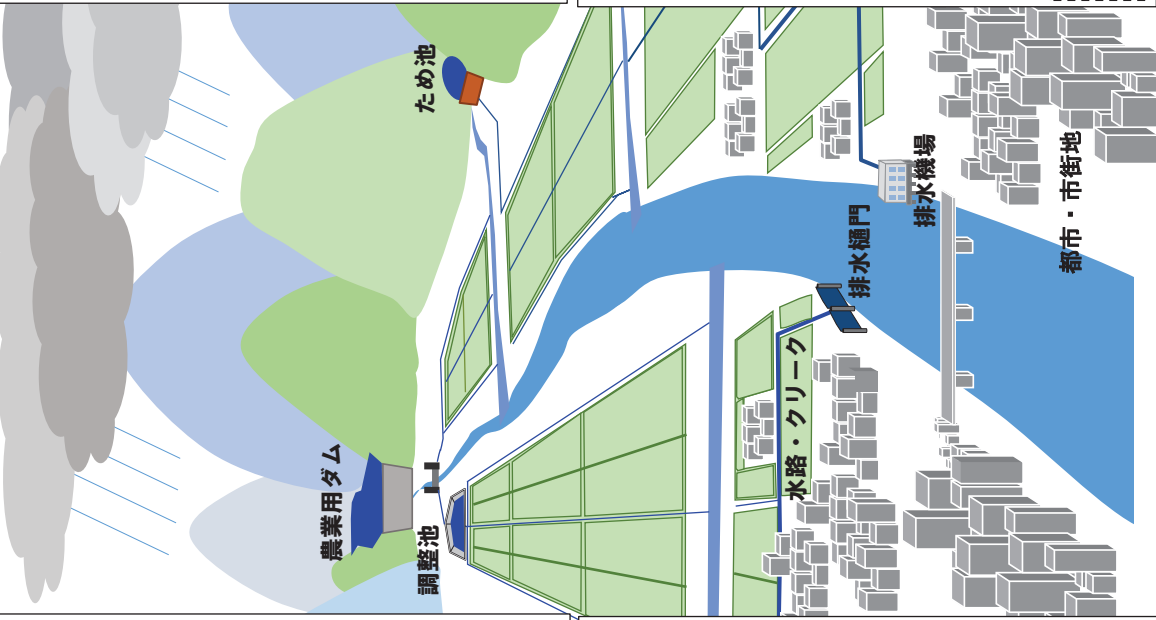 ため池
農業用ダム
調整池
水路・クリーク
排水樋門
排水機場
都市・市街地